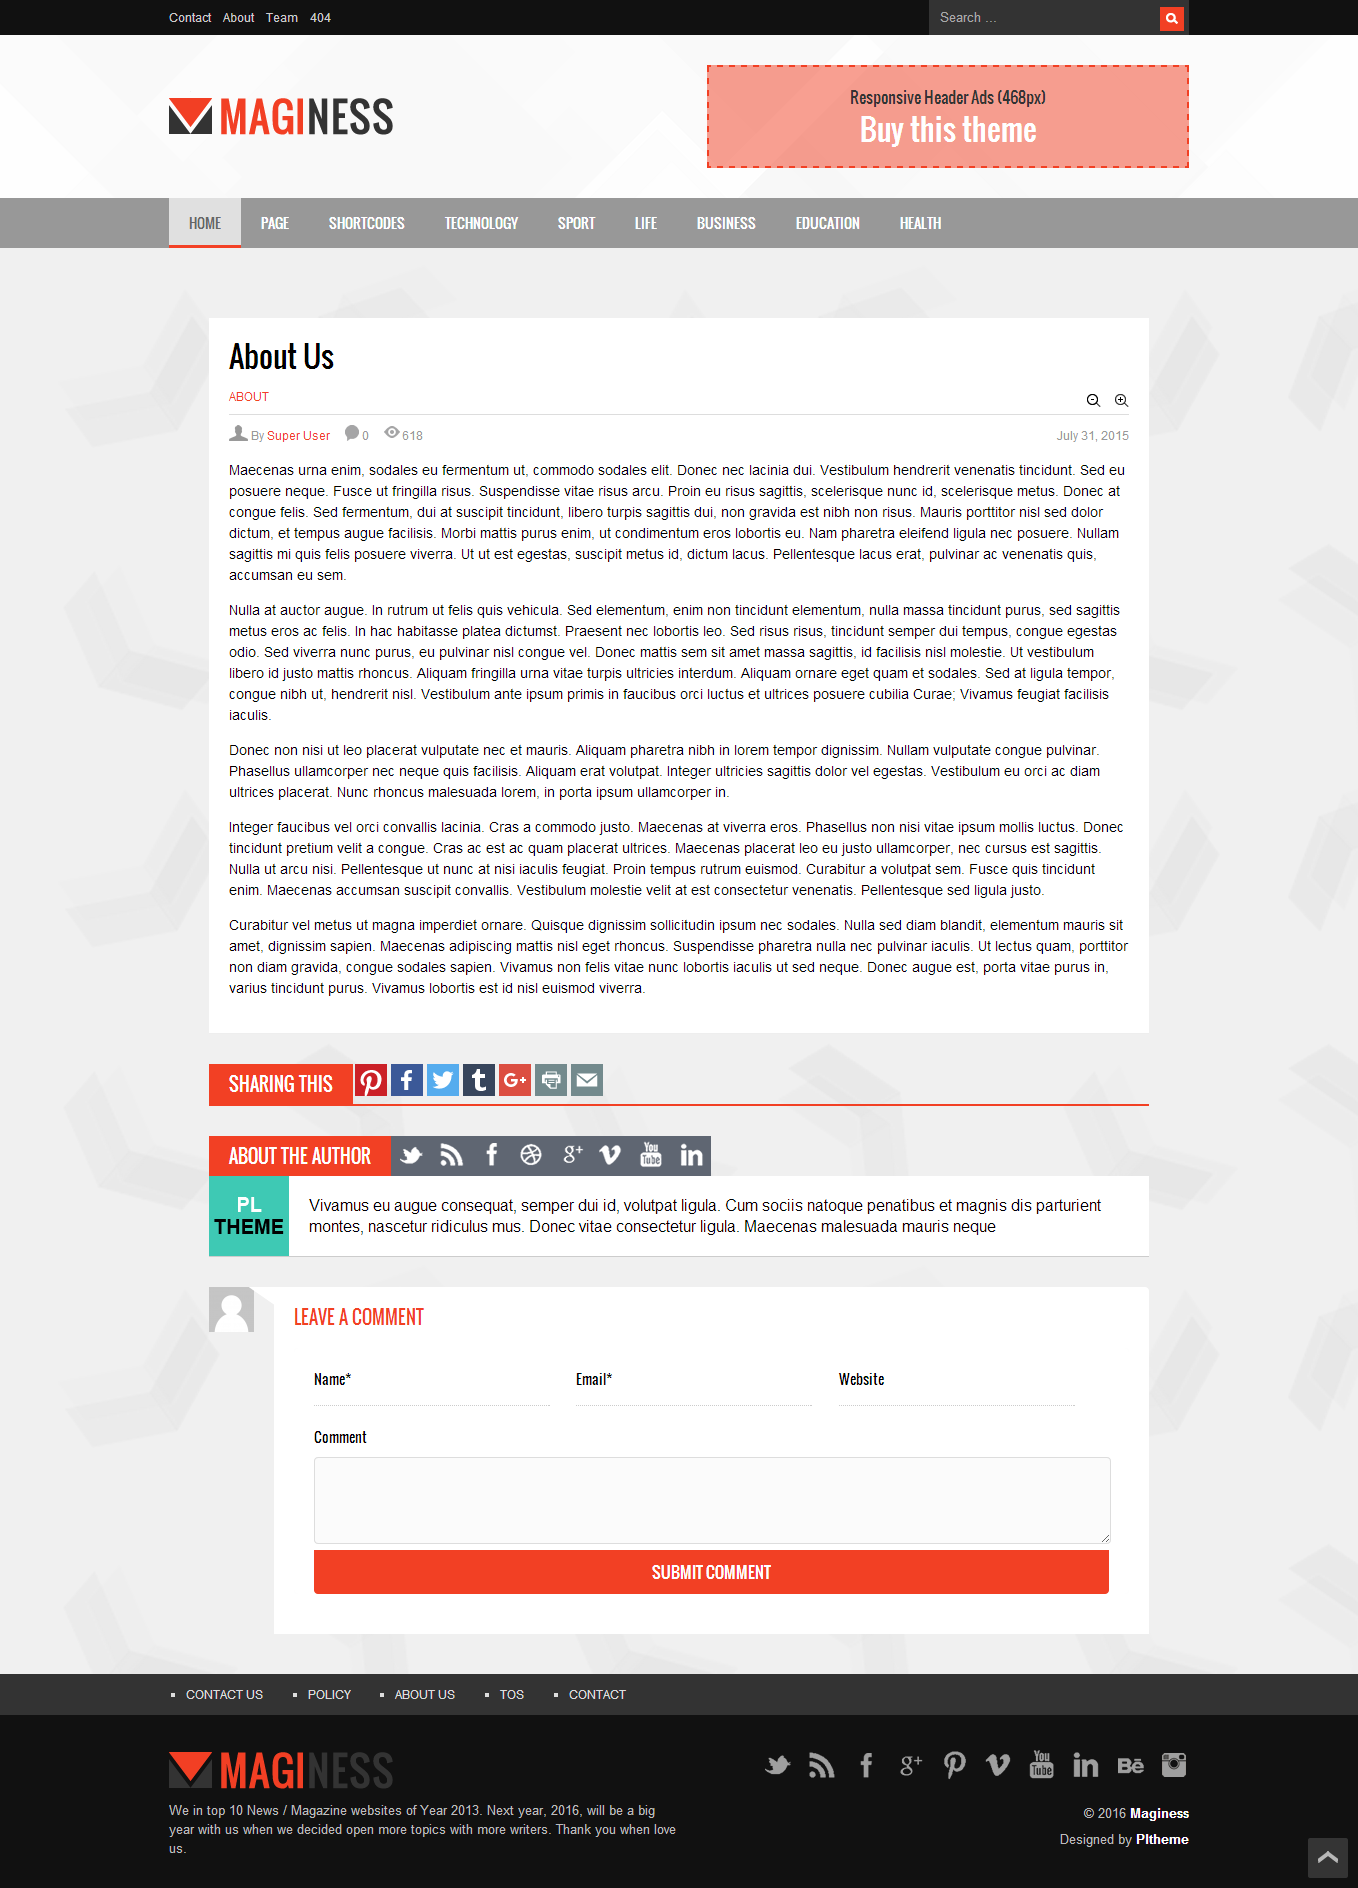 Contact About Team 404
Search ...
MAGINESS
Responsive Header Ads (468px)
Buy this theme
HOME PAGE SHORTCODES TECHNOLOGY SPORT LIFE BUSINESS EDUCATION HEALTH
About Us
ABOUT
By Super User 0 618 July 31, 2015
Maecenas urna enim, sodales eu fermentum ut, commodo sodales elit. Donec nec lacinia dui. Vestibulum hendrerit venenatis tincidunt. Sed eu
posuere neque. Fusce ut fringilla risus. Suspendisse vitae risus arcu. Proin eu risus sagittis, scelerisque nunc id, scelerisque metus. Donec at
congue felis. Sed fermentum, dui at suscipit tincidunt, libero turpis sagittis dui, non gravida est nibh non risus. Mauris porttitor nisl sed dolor
dictum, et tempus augue facilisis. Morbi mattis purus enim, ut condimentum eros lobortis eu. Nam pharetra eleifend ligula nec posuere. Nullam
sagittis mi quis felis posuere viverra. Ut ut est egestas, suscipit metus id, dictum lacus. Pellentesque lacus erat, pulvinar ac venenatis quis,
accumsan eu sem.
Nulla at auctor augue. In rutrum ut felis quis vehicula. Sed elementum, enim non tincidunt elementum, nulla massa tincidunt purus, sed sagittis
metus eros ac felis. In hac habitasse platea dictumst. Praesent nec lobortis leo. Sed risus risus, tincidunt semper dui tempus, congue egestas
odio. Sed viverra nunc purus, eu pulvinar nisl congue vel. Donec mattis sem sit amet massa sagittis, id facilisis nisl molestie. Ut vestibulum
libero id justo mattis rhoncus. Aliquam fringilla urna vitae turpis ultricies interdum. Aliquam ornare eget quam et sodales. Sed at ligula tempor,
congue nibh ut, hendrerit nisl. Vestibulum ante ipsum primis in faucibus orci luctus et ultrices posuere cubilia Curae; Vivamus feugiat facilisis
iaculis.
Donec non nisi ut leo placerat vulputate nec et mauris. Aliquam pharetra nibh in lorem tempor dignissim. Nullam vulputate congue pulvinar.
Phasellus ullamcorper nec neque quis facilisis. Aliquam erat volutpat. Integer ultricies sagittis dolor vel egestas. Vestibulum eu orci ac diam
ultrices placerat. Nunc rhoncus malesuada lorem, in porta ipsum ullamcorper in.
Integer faucibus vel orci convallis lacinia. Cras a commodo justo. Maecenas at viverra eros. Phasellus non nisi vitae ipsum mollis luctus. Donec
tincidunt pretium velit a congue. Cras ac est ac quam placerat ultrices. Maecenas placerat leo eu justo ullamcorper, nec cursus est sagittis.
Nulla ut arcu nisi. Pellentesque ut nunc at nisi iaculis feugiat. Proin tempus rutrum euismod. Curabitur a volutpat sem. Fusce quis tincidunt
enim. Maecenas accumsan suscipit convallis. Vestibulum molestie velit at est consectetur venenatis. Pellentesque sed ligula justo.
Curabitur vel metus ut magna imperdiet ornare. Quisque dignissim sollicitudin ipsum nec sodales. Nulla sed diam blandit, elementum mauris sit
amet, dignissim sapien. Maecenas adipiscing mattis nisl eget rhoncus. Suspendisse pharetra nulla nec pulvinar iaculis. Ut lectus quam, porttitor
non diam gravida, congue sodales sapien. Vivamus non felis vitae nunc lobortis iaculis ut sed neque. Donec augue est, porta vitae purus in,
varius tincidunt purus. Vivamus lobortis est id nisl euismod viverra.
SHARING THIS
ABOUT THE AUTHOR
PL
THEME
Vivamus eu augue consequat, semper dui id, volutpat ligula. Cum sociis natoque penatibus et magnis dis parturient
montes, nascetur ridiculus mus. Donec vitae consectetur ligula. Maecenas malesuada mauris neque
LEAVE A COMMENT
Name* Email* Website
Comment
SUBMIT COMMENT
CONTACT US POLICY ABOUT US TOS CONTACT
MAGINESS
We in top 10 News / Magazine websites of Year 2013. Next year, 2016, will be a big
year with us when we decided open more topics with more writers. Thank you when love
us.
© 2016 Maginess
Designed by Pltheme